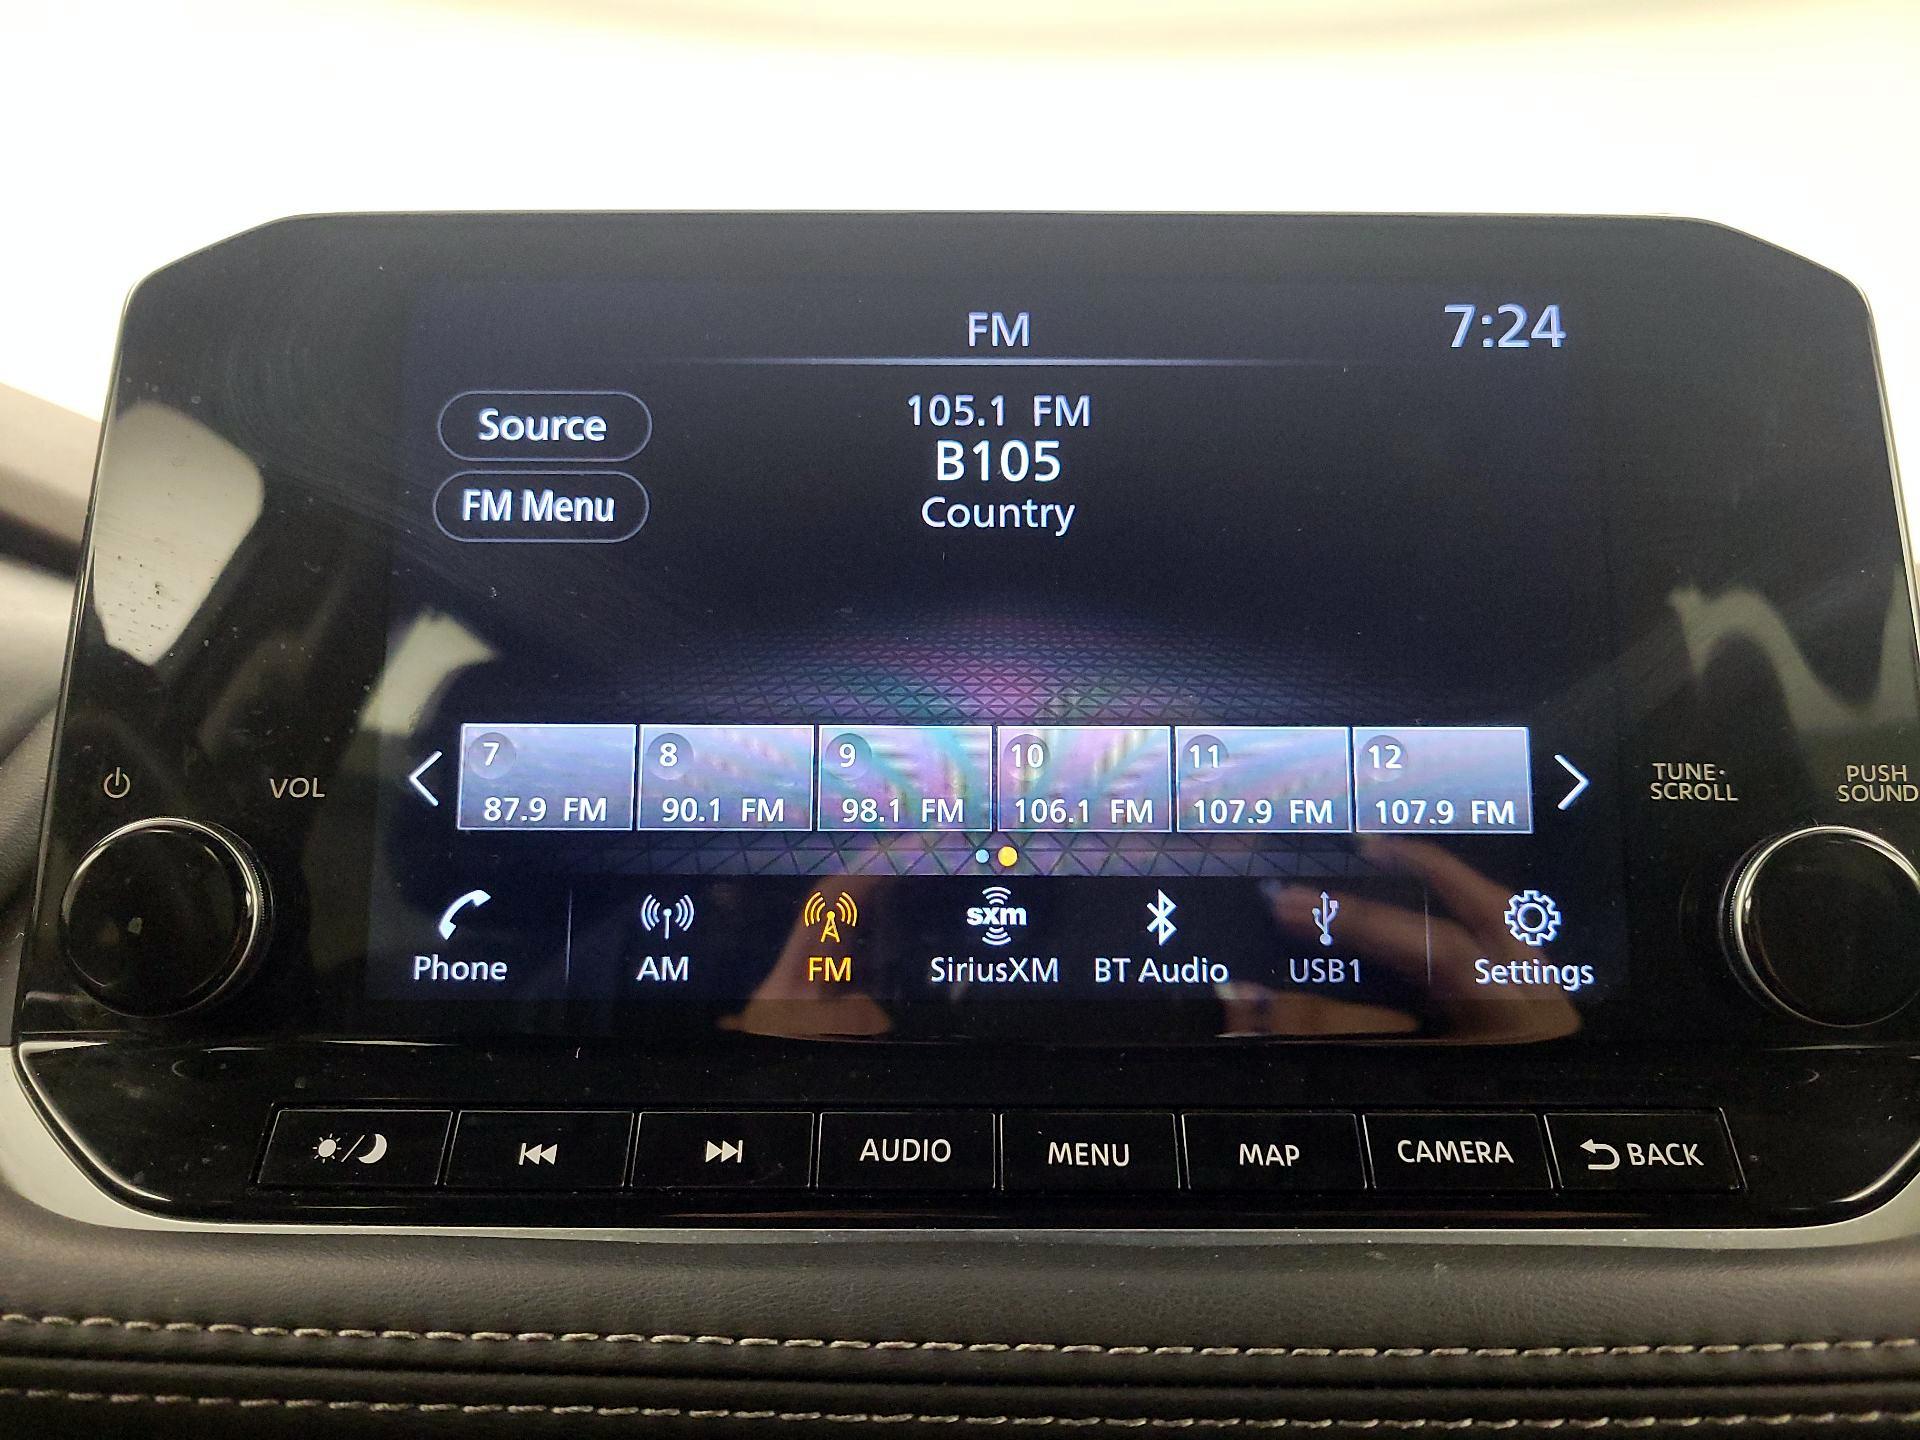 FM
7:24
Source
105.1 FM
B105
FM Menu
Country
7
8
9
10
11
12
87.9 FM
90.1 FM
98.1 FM
106.1 FM
107.9 FM
107.9 FM
VOL
TUNE·
SCROLL
PUSH
SOUND
sxm
Phone
AM
FM
SiriusXM
BT Audio
USB1
Settings
AUDIO
MENU
MAP
CAMERA
BACK